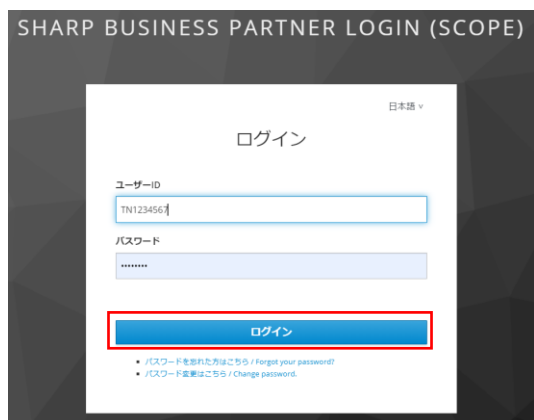 SHARP BUSINESS PARTNER LOGIN (SCOPE)
日本語 ∨
ログイン
ユーザーID
TN1234567
パスワード
••••••••
ログイン
• パスワードを忘れた方はこちら / Forgot your password?
• パスワード変更はこちら / Change password.